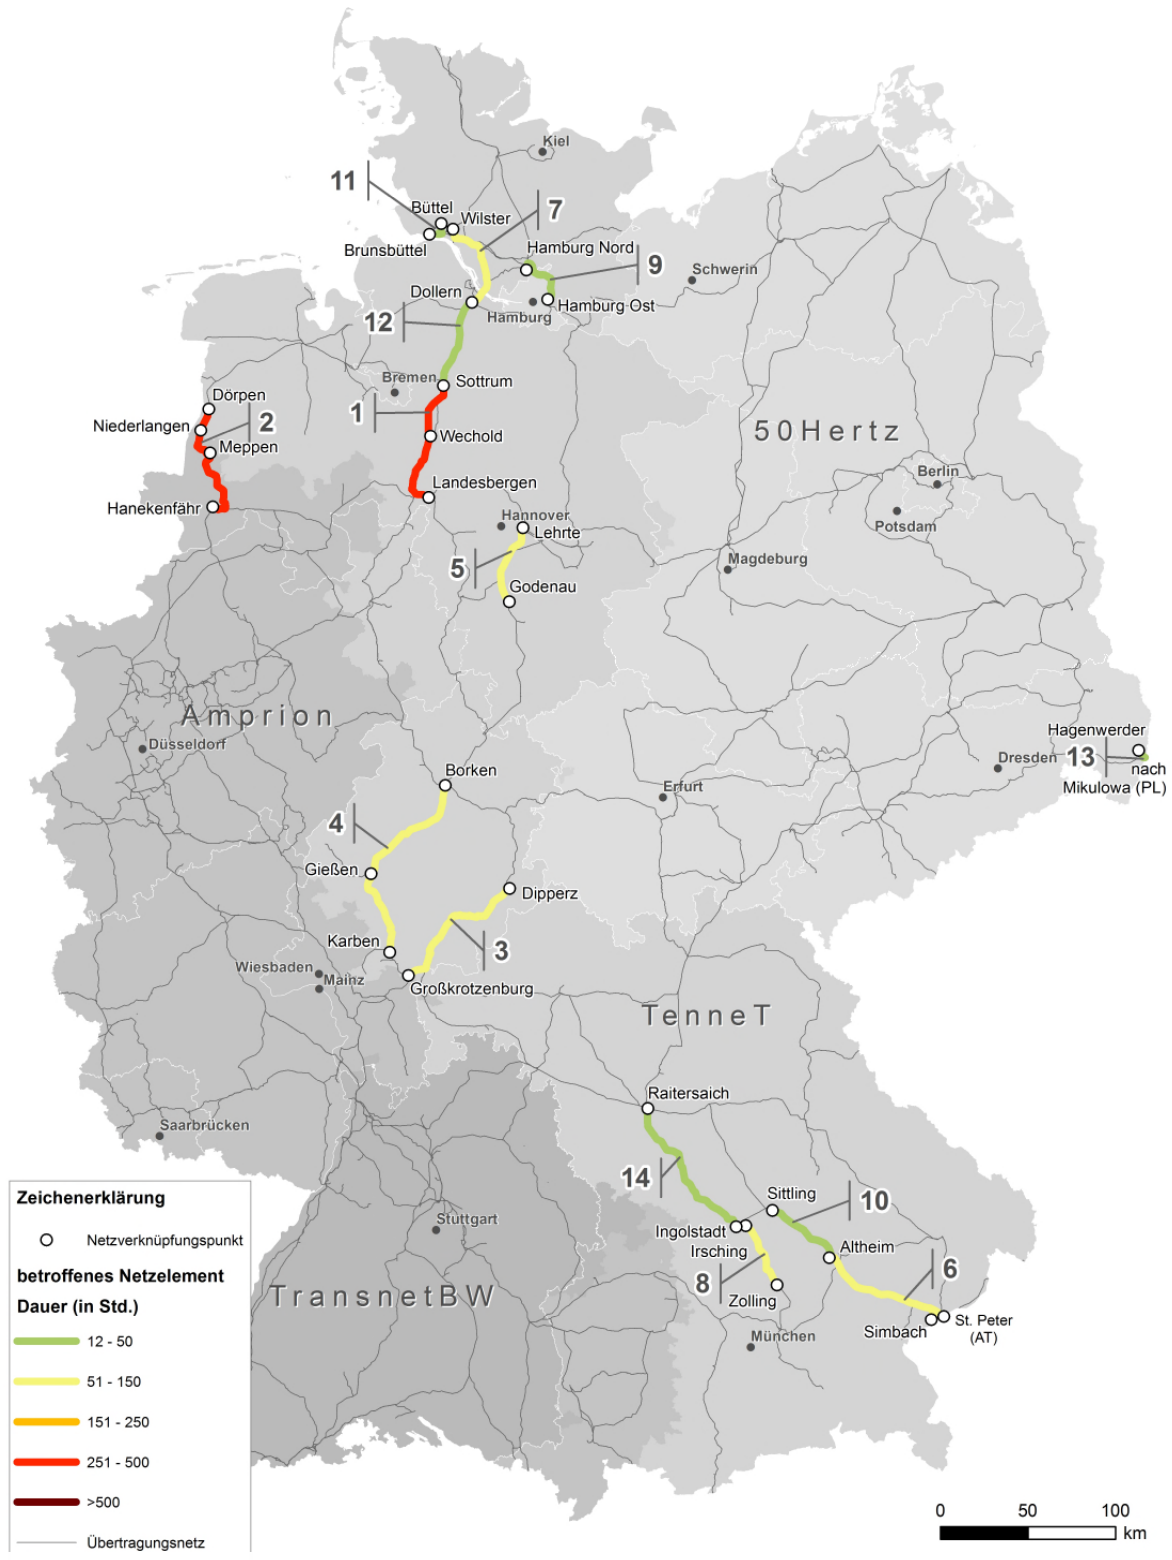 Kiel
11
Büttel
Wilster
7
Brunsbüttel
Hamburg Nord
9
Schwerin
Dollern
Hamburg
Hamburg Ost
12
Bremen
Sottrum
Dörpen
1
2
Niederlangen
Wechold
50Hertz
Meppen
Berlin
Landesbergen
Hanekenfähr
Hannover
Lehrte
Potsdam
5
Magdeburg
Godenau
Amprion
Düsseldorf
Hagenwerder
13
Dresden
nach
Mikulowa (PL)
Borken
Erfurt
4
Gießen
Dipperz
Karben
3
Wiesbaden
Mainz
Großkrotzenburg
TenneT
Raitersaich
Saarbrücken
14
Sittling
10
Stuttgart
Ingolstadt
Irsching
Altheim
8
6
Zolling
TransnetBW
St. Peter
(AT)
Simbach
München
Zeichenerklärung
Netzverknüpfungspunkt
betroffenes Netzelement
Dauer (in Std.)
12 - 50
51 - 150
151 - 250
251 - 500
>500
Übertragungsnetz
0 50 100
km